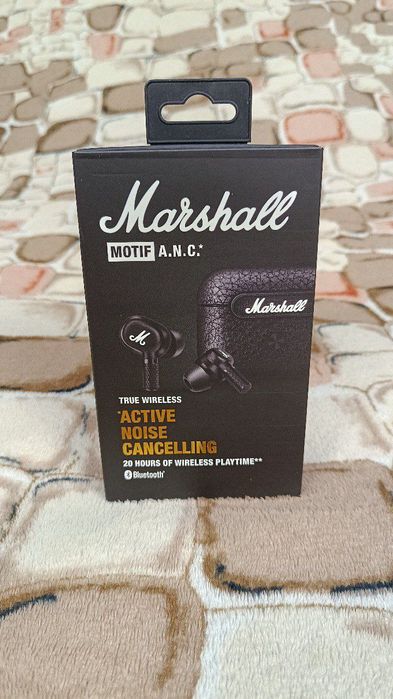 Marshall
MOTIF A.N.C.*
Marshall
M
TRUE WIRELESS
*ACTIVE
NOISE
CANCELLING
20 HOURS OF WIRELESS PLAYTIME**
Bluetooth®